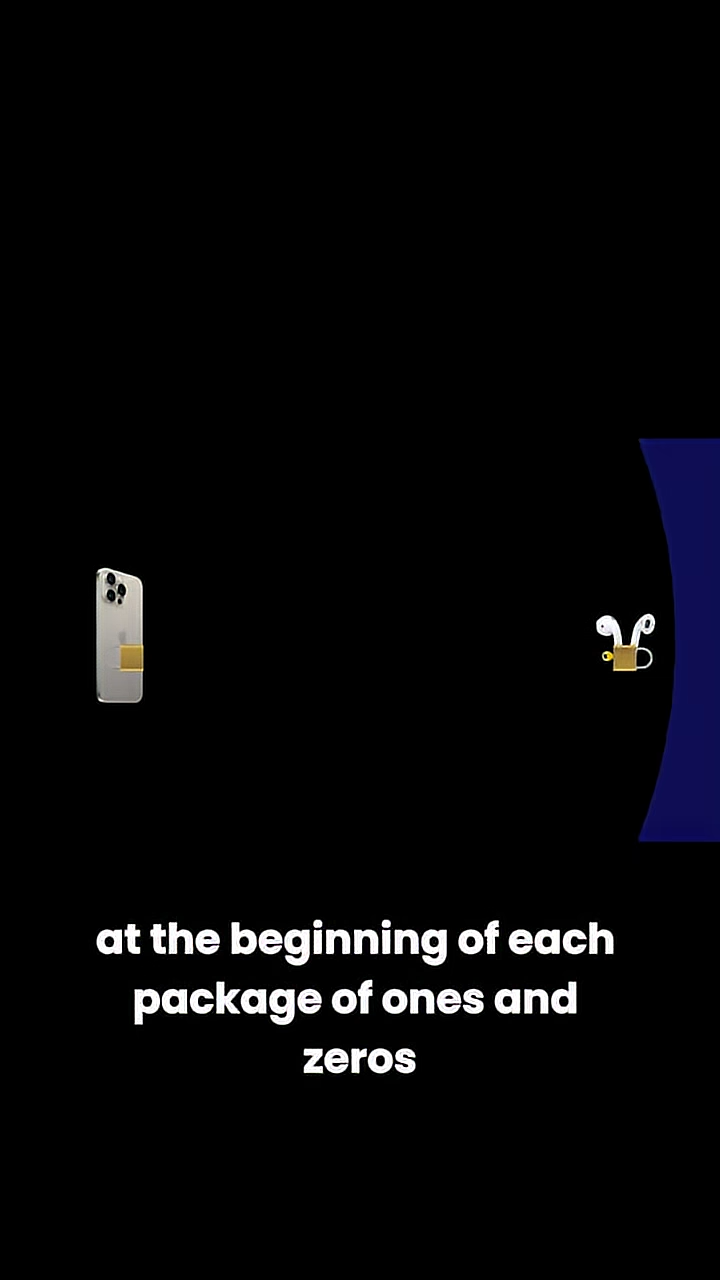 at the beginning of each
package of ones and
zeros